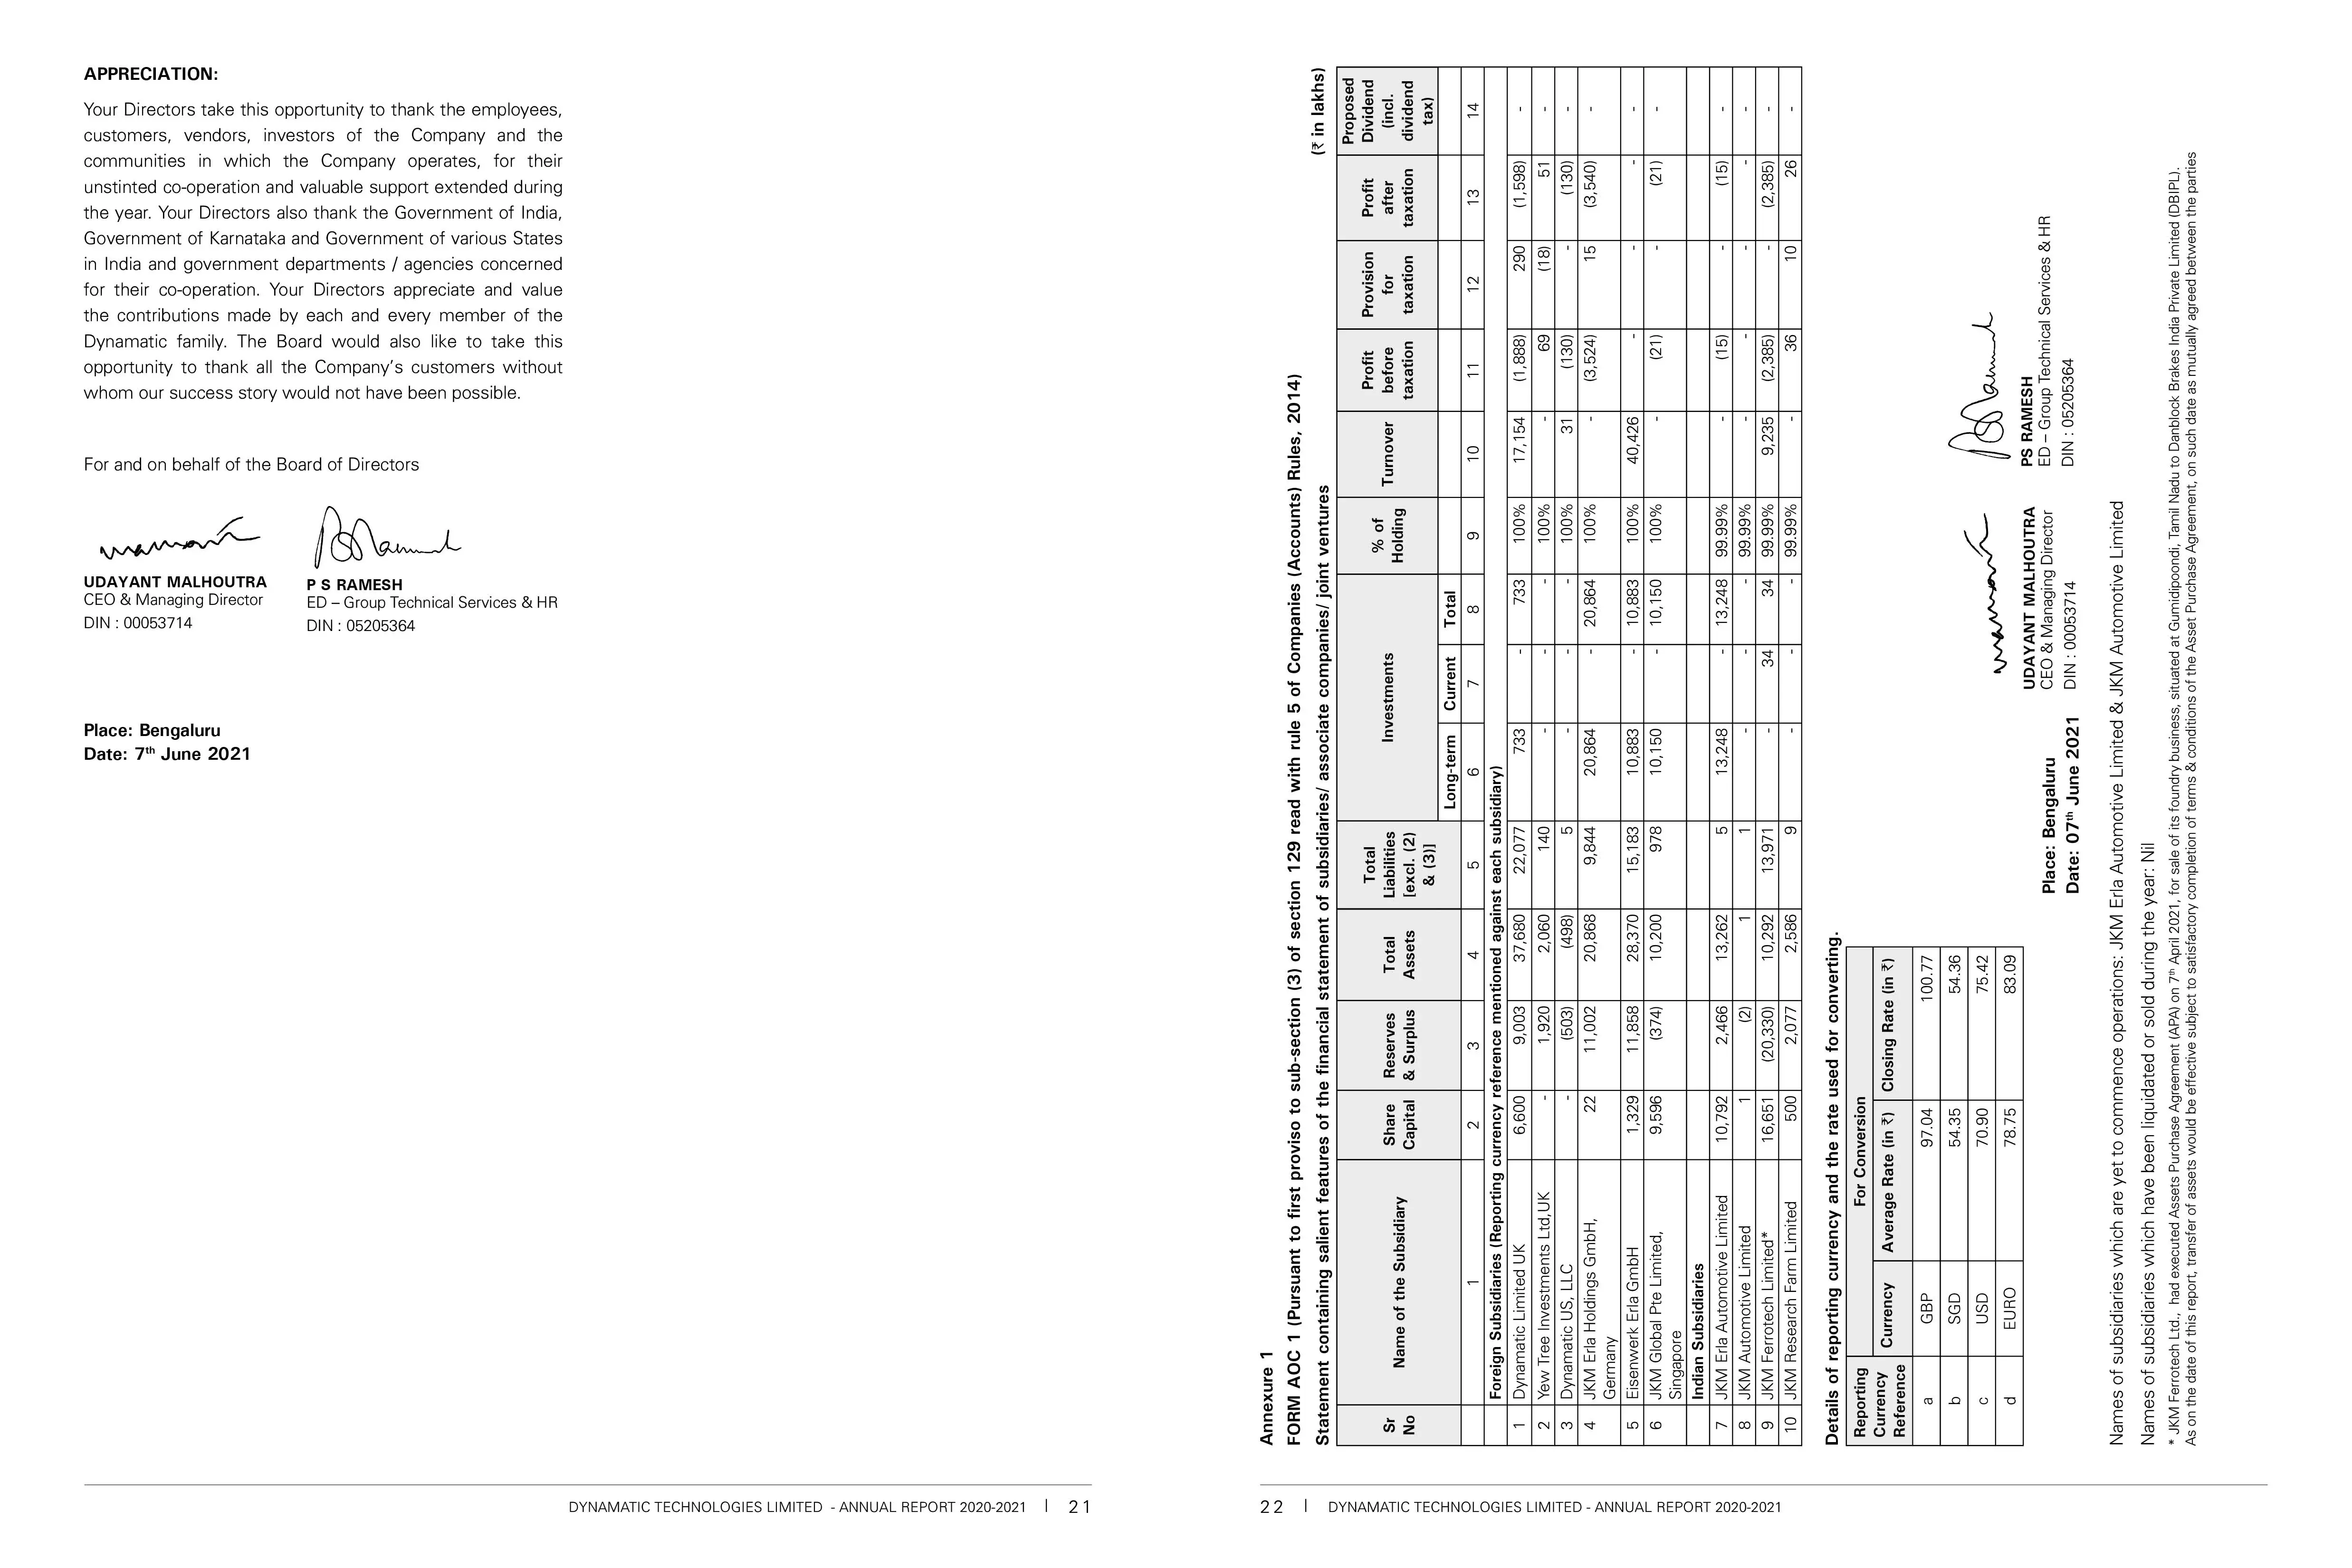 APPRECIATION:
Your Directors take this opportunity to thank the employees,
customers, vendors, investors of the Company and the
communities in which the Company operates, for their
unstinted co-operation and valuable support extended during
the year. Your Directors also thank the Government of India,
Government of Karnataka and Government of various States
in India and government departments / agencies concerned
for their co-operation. Your Directors appreciate and value
the contributions made by each and every member of the
Dynamatic family. The Board would also like to take this
opportunity to thank all the Company's customers without
whom our success story would not have been possible.
For and on behalf of the Board of Directors
UDAYANT MALHOUTRA
CEO & Managing Director
DIN : 00053714
P S RAMESH
ED – Group Technical Services & HR
DIN : 05205364
Place: Bengaluru
Date: 7th June 2021
DYNAMATIC TECHNOLOGIES LIMITED - ANNUAL REPORT 2020-2021 | 21
Annexure 1
FORM AOC 1 (Pursuant to first proviso to sub-section (3) of section 129 read with rule 5 of Companies (Accounts) Rules, 2014)
Statement containing salient features of the financial statement of subsidiaries/ associate companies/ joint ventures
(₹ in lakhs)
Sr No | Name of the Subsidiary | Share Capital | Reserves & Surplus | Total Assets | Total Liabilities [excl. (2) & (3)] | Investments | % of Holding | Turnover | Profit before taxation | Provision for taxation | Profit after taxation | Proposed Dividend (incl. dividend tax)
Long-term | Current | Total
1 | 2 | 3 | 4 | 5 | 6 | 7 | 8 | 9 | 10 | 11 | 12 | 13 | 14
Foreign Subsidiaries (Reporting currency reference mentioned against each subsidiary)
1 | Dynamatic Limited UK | 6,600 | 9,003 | 37,680 | 22,077 | 733 | - | 733 | 100% | 17,154 | (1,888) | 290 | (1,598) | -
2 | Yew Tree Investments Ltd,UK | - | 1,920 | 2,060 | 140 | - | - | - | 100% | - | 69 | (18) | 51 | -
3 | Dynamatic US, LLC | - | (503) | (498) | 5 | - | - | - | 100% | 31 | (130) | - | (130) | -
4 | JKM Erla Holdings GmbH, Germany | 22 | 11,002 | 20,868 | 9,844 | 20,864 | - | 20,864 | 100% | - | (3,524) | 15 | (3,540) | -
5 | Eisenwerk Erla GmbH | 1,329 | 11,858 | 28,370 | 15,183 | 10,883 | - | 10,883 | 100% | 40,426 | - | - | - | -
6 | JKM Global Pte Limited, Singapore | 9,596 | (374) | 10,200 | 978 | 10,150 | - | 10,150 | 100% | - | (21) | - | (21) | -
Indian Subsidiaries
7 | JKM Erla Automotive Limited | 10,792 | 2,466 | 13,262 | 5 | 13,248 | - | 13,248 | 99.99% | - | (15) | - | (15) | -
8 | JKM Automotive Limited | 1 | (2) | 1 | 1 | - | - | - | 99.99% | - | - | - | - | -
9 | JKM Ferrotech Limited* | 16,651 | (20,330) | 10,292 | 13,971 | - | 34 | 34 | 99.99% | 9,235 | (2,385) | - | (2,385) | -
10 | JKM Research Farm Limited | 500 | 2,077 | 2,586 | 9 | - | - | - | 99.99% | - | 36 | 10 | 26 | -
Details of reporting currency and the rate used for converting.
Reporting Currency Reference | For Conversion
Currency | Average Rate (in ₹) | Closing Rate (in ₹)
a | GBP | 97.04 | 100.77
b | SGD | 54.35 | 54.36
c | USD | 70.90 | 75.42
d | EURO | 78.75 | 83.09
Place: Bengaluru
Date: 07th June 2021
UDAYANT MALHOUTRA
CEO & Managing Director
DIN : 00053714
PS RAMESH
ED – Group Technical Services & HR
DIN : 05205364
Names of subsidiaries which are yet to commence operations: JKM Erla Automotive Limited & JKM Automotive Limited
Names of subsidiaries which have been liquidated or sold during the year: Nil
* JKM Ferrotech Ltd., had executed Assets Purchase Agreement (APA) on 7th April 2021, for sale of its foundry business, situated at Gumidipoondi, Tamil Nadu to Danblock Brakes India Private Limited (DBIPL).
As on the date of this report, transfer of assets would be effective subject to satisfactory completion of terms & conditions of the Asset Purchase Agreement, on such date as mutually agreed between the parties
22 | DYNAMATIC TECHNOLOGIES LIMITED - ANNUAL REPORT 2020-2021